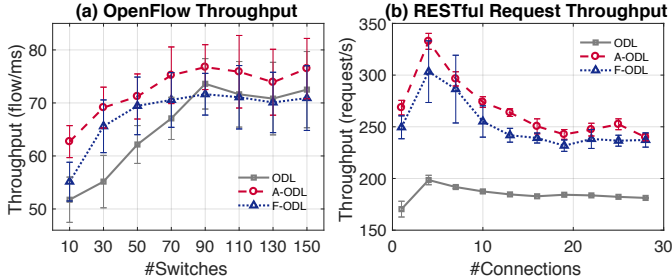 (a) OpenFlow Throughput
Throughput (flow/ms)
80
70
60
50
ODL
A-ODL
F-ODL
10 30 50 70 90 110 130 150
#Switches
(b) RESTful Request Throughput
Throughput (request/s)
350
300
250
200
150
ODL
A-ODL
F-ODL
0 10 20 30
#Connections